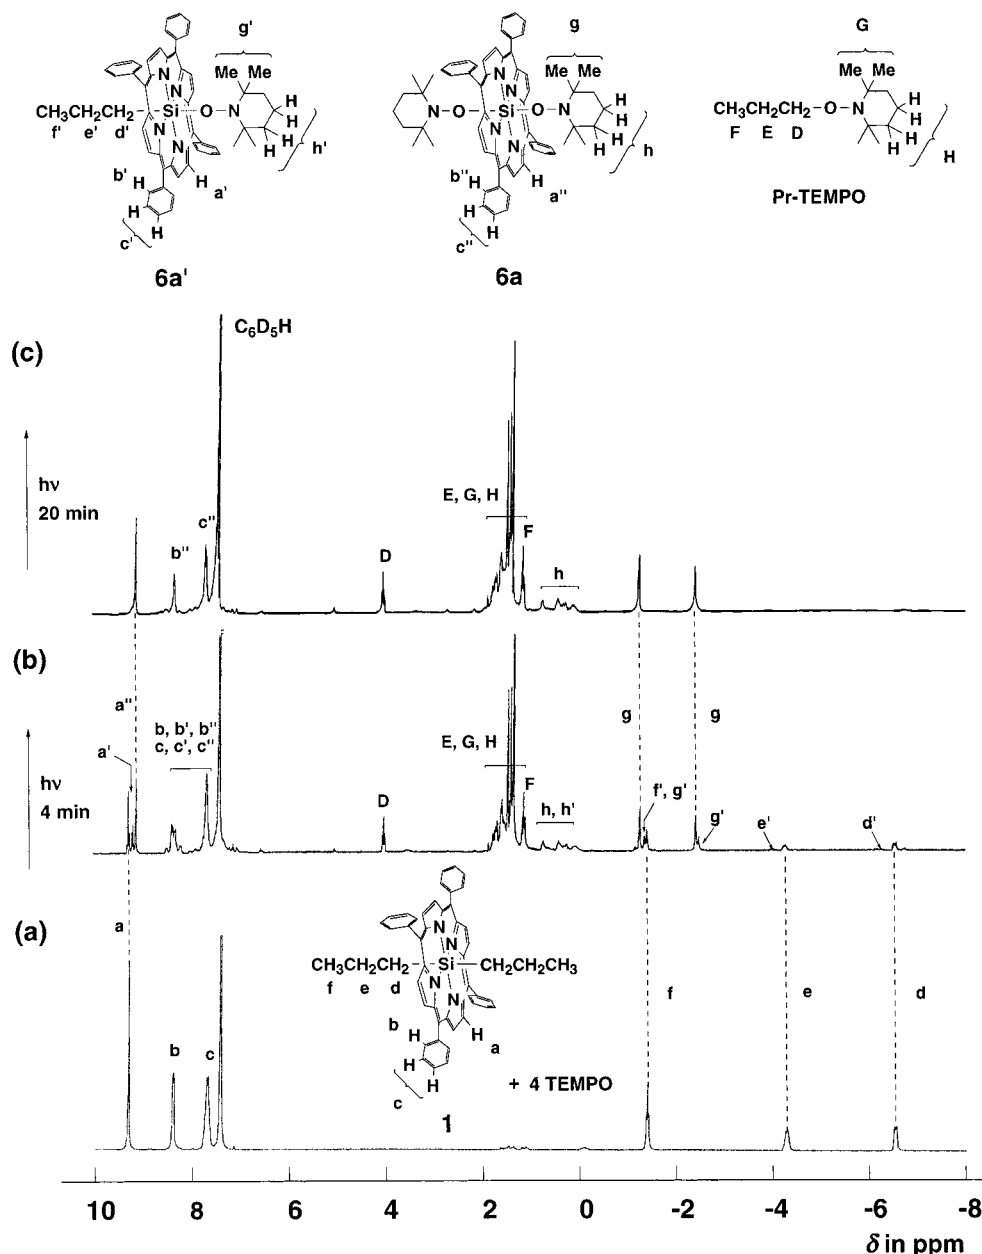 g'
Me Me
N N Si O N
N N
H
H
H
CH3CH2CH2
f' e' d'
h'
b' H
H
a'
H
H
c'
6a'
g
Me Me
N O N N Si O N
N N
H
H
H
h
b'' H
H
a''
H
H
c''
6a
G
Me Me
CH3CH2CH2 O N
F E D
H
H
H
H
Pr-TEMPO
(c)
C6D5H
hν
20 min
b''
c''
D
E, G, H
F
h
(b)
hν
4 min
a''
a'
b, b', b''
c, c', c''
D
E, G, H
F
h, h'
g
g
f', g'
g'
e'
d'
(a)
a
b
c
CH3CH2CH2 Si CH2CH2CH3
f e d
N N
N N
b H
H
a
H
H
c
1
+ 4 TEMPO
f
e
d
10 8 6 4 2 0 -2 -4 -6 -8
δ in ppm